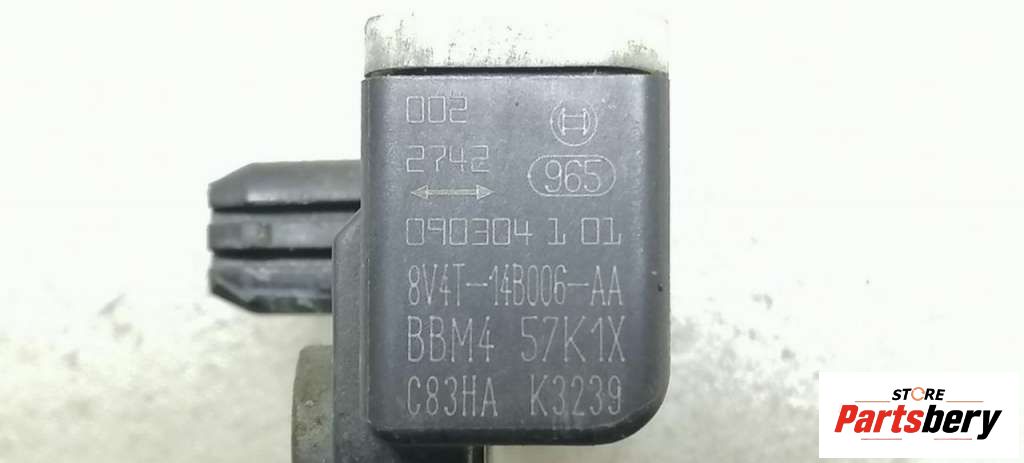 002
2742
965
090304 1 01
8V4T-14B006-AA
BBM4 57K1X
C83HA K3239
STORE
Partsbery